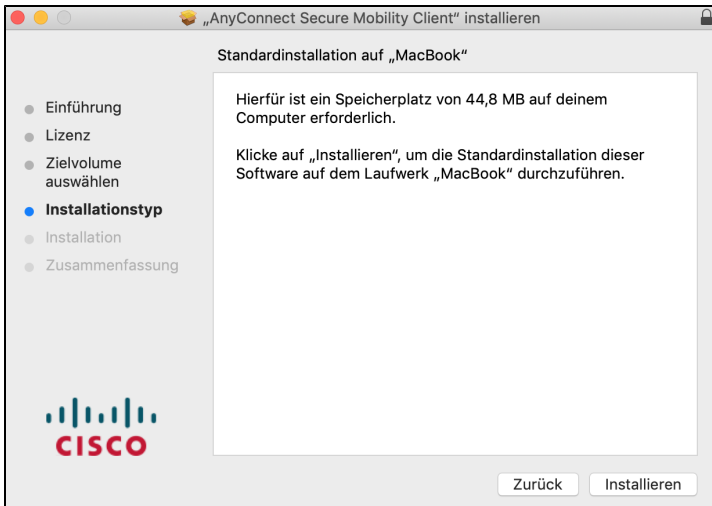 „AnyConnect Secure Mobility Client“ installieren
Standardinstallation auf „MacBook“
Einführung
Lizenz
Zielvolume
auswählen
Installationstyp
Installation
Zusammenfassung
Hierfür ist ein Speicherplatz von 44,8 MB auf deinem
Computer erforderlich.
Klicke auf „Installieren“, um die Standardinstallation dieser
Software auf dem Laufwerk „MacBook“ durchzuführen.
CISCO
Zurück
Installieren